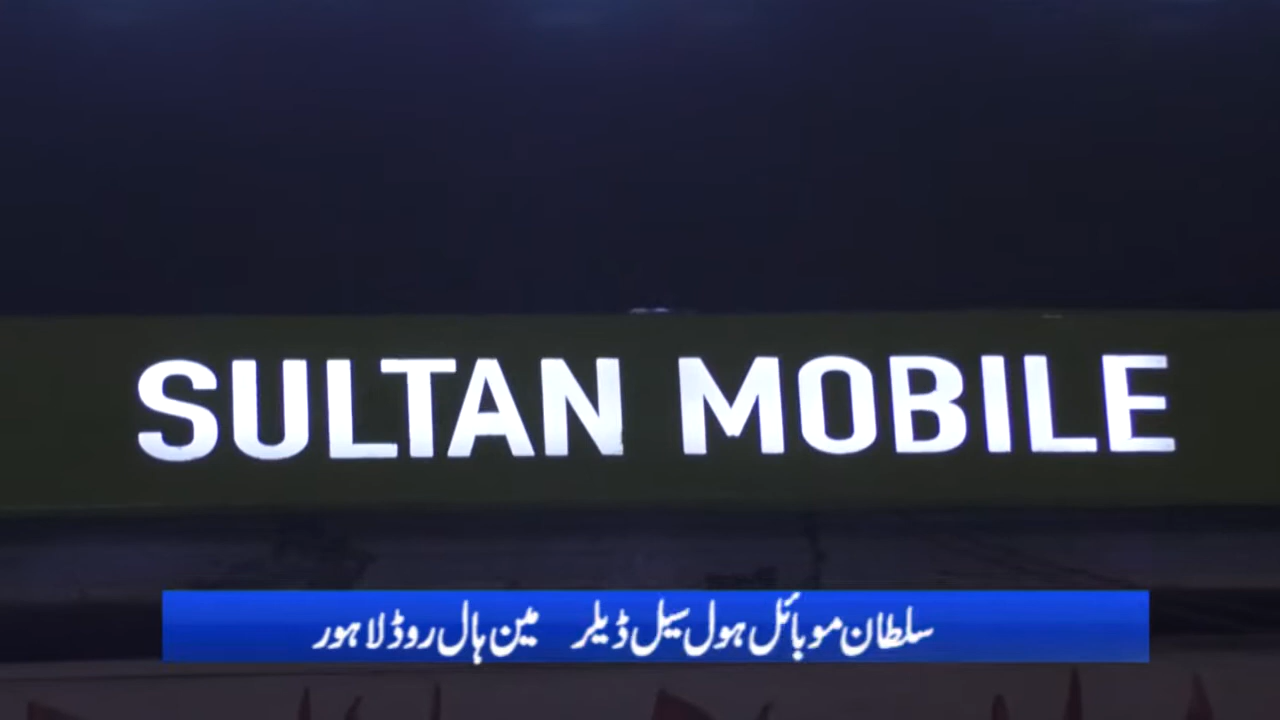 SULTAN MOBILE
سلطان موبائل ہول سیل ڈیلر مین ہال روڈ لاہور